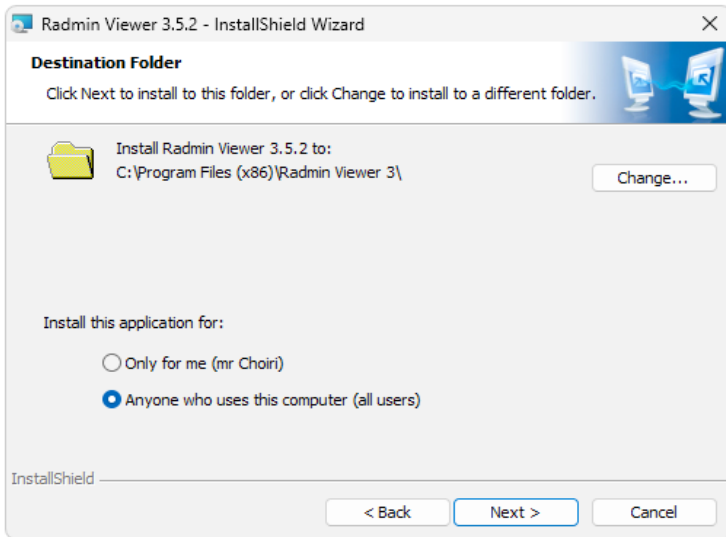 Radmin Viewer 3.5.2 - InstallShield Wizard
Destination Folder
Click Next to install to this folder, or click Change to install to a different folder.
Install Radmin Viewer 3.5.2 to:
C:\Program Files (x86)\Radmin Viewer 3\
Change...
Install this application for:
Only for me (mr Choiri)
Anyone who uses this computer (all users)
InstallShield
< Back
Next >
Cancel